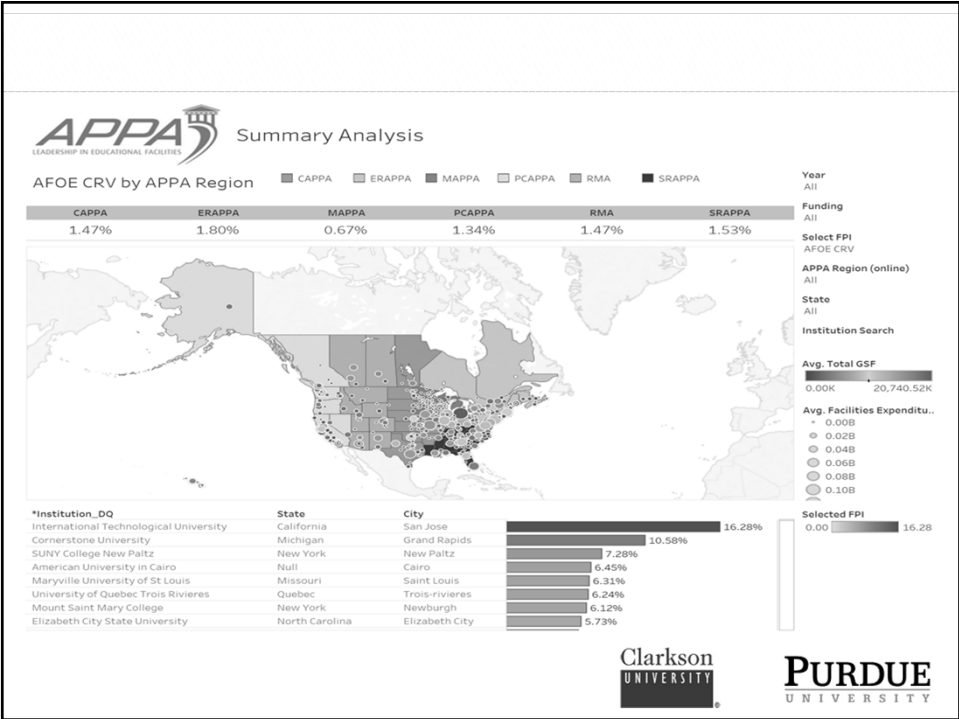 APPA
LEADERSHIP IN EDUCATIONAL FACILITIES
Summary Analysis
AFOE CRV by APPA Region
CAPPA ERAPPA MAPPA PCAPPA RMA SRAPPA
CAPPA ERAPPA MAPPA PCAPPA RMA SRAPPA
1.47% 1.80% 0.67% 1.34% 1.47% 1.53%
Year
All
Funding
All
Select FPI
AFOE CRV
APPA Region (online)
All
State
All
Institution Search
Avg. Total GSF
0.00K 20,740.52K
Avg. Facilities Expenditu..
0.00B
0.02B
0.04B
0.06B
0.08B
0.10B
Selected FPI
0.00 16.28
*Institution_DQ State City
International Technological University California San Jose 16.28%
Cornerstone University Michigan Grand Rapids 10.58%
SUNY College New Paltz New York New Paltz 7.28%
American University in Cairo Null Cairo 6.45%
Maryville University of St Louis Missouri Saint Louis 6.31%
University of Quebec Trois Rivieres Quebec Trois-rivieres 6.24%
Mount Saint Mary College New York Newburgh 6.12%
Elizabeth City State University North Carolina Elizabeth City 5.73%
Clarkson
UNIVERSITY®
PURDUE
UNIVERSITY